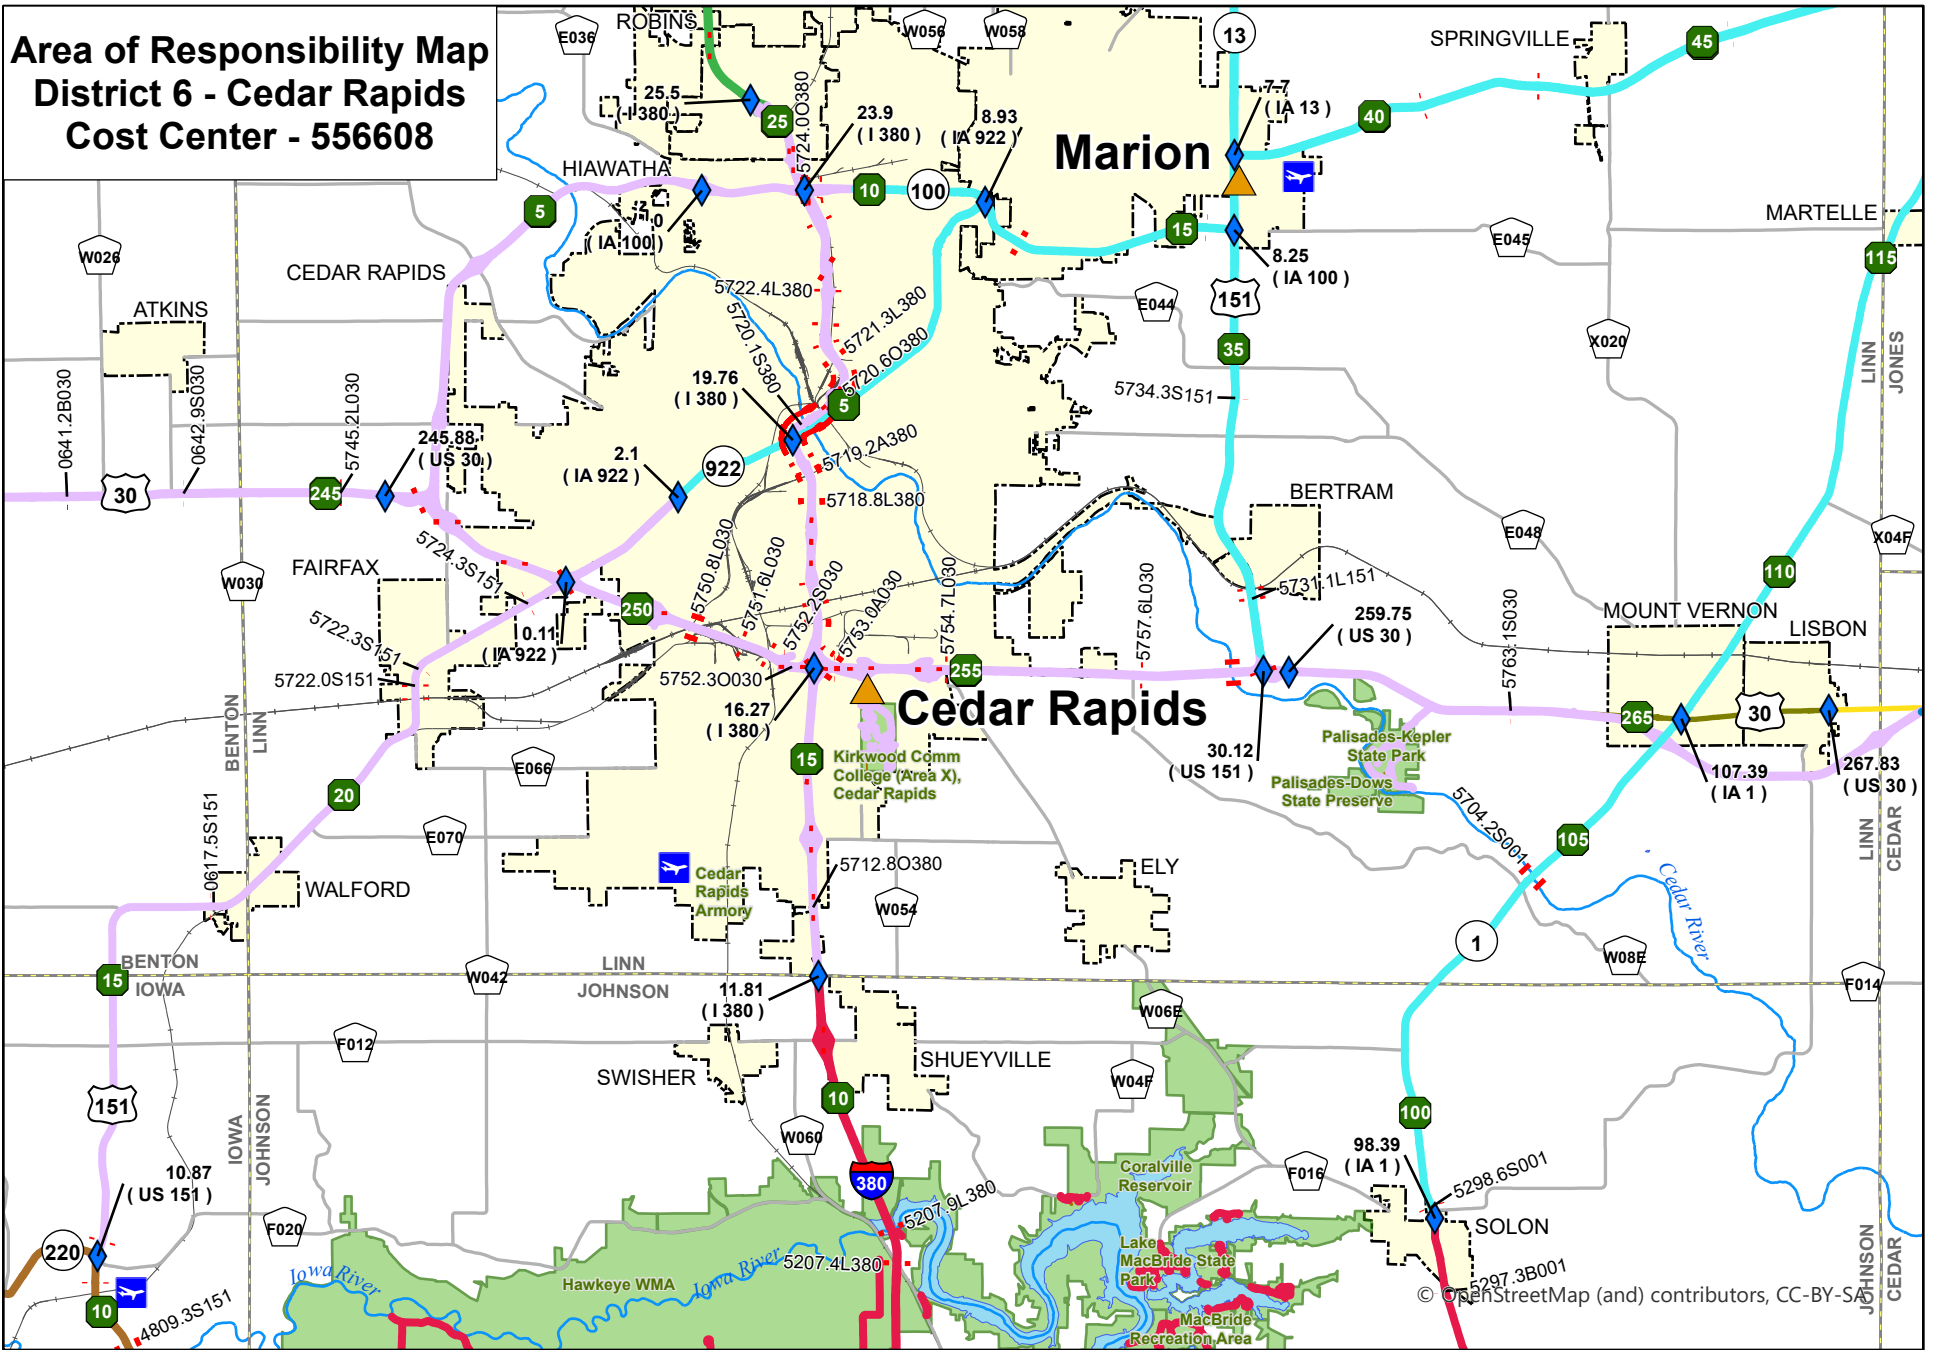 Area of Responsibility Map
District 6 - Cedar Rapids
Cost Center - 556608
ROBINS
E036
W056
W058
13
SPRINGVILLE
45
25.5
( I 380 )
25
5724.0O380
23.9
( I 380 )
8.93
( IA 922 )
7.7
( IA 13 )
40
Marion
HIAWATHA
10
100
5
2.0
( IA 100 )
15
8.25
( IA 100 )
E045
MARTELLE
115
W026
CEDAR RAPIDS
ATKINS
5722.4L380
5720.1S380
5721.3L380
5720.6O380
E044
151
35
X020
LINN
JONES
0641.2B030
0642.9S030
5745.2L030
245.88
( US 30 )
19.76
( I 380 )
5
5734.3S151
2.1
( IA 922 )
922
5719.2A380
5718.8L380
30
245
BERTRAM
E048
X04F
W030
FAIRFAX
5724.3S151
5722.3S151
5722.0S151
250
0.11
( IA 922 )
5750.8L030
5751.6L030
5752.2S030
5753.0A030
5754.7L030
5757.6L030
5731.1L151
259.75
( US 30 )
5763.1S030
110
MOUNT VERNON
LISBON
5752.3O030
255
16.27
( I 380 )
Cedar Rapids
30.12
( US 151 )
265
30
107.39
( IA 1 )
267.83
( US 30 )
BENTON
LINN
15
Kirkwood Comm
College (Area X),
Cedar Rapids
Palisades-Kepler
State Park
Palisades-Dows
State Preserve
E066
20
E070
0617.5S151
WALFORD
Cedar
Rapids
Armory
5712.8O380
W054
ELY
5704.2S001
105
LINN
CEDAR
Cedar River
1
W08E
F014
BENTON
IOWA
15
W042
LINN
JOHNSON
11.81
( I 380 )
W06E
F012
SWISHER
SHUEYVILLE
W04F
151
IOWA
JOHNSON
10
W060
100
10.87
( US 151 )
380
Coralville
Reservoir
F016
98.39
( IA 1 )
5298.6S001
SOLON
220
F020
5207.9L380
5207.4L380
Iowa River
Iowa River
Hawkeye WMA
Lake
MacBride State
Park
MacBride
Recreation Area
5297.3B001
JOHNSON
CEDAR
10
4809.3S151
© OpenStreetMap (and) contributors, CC-BY-SA